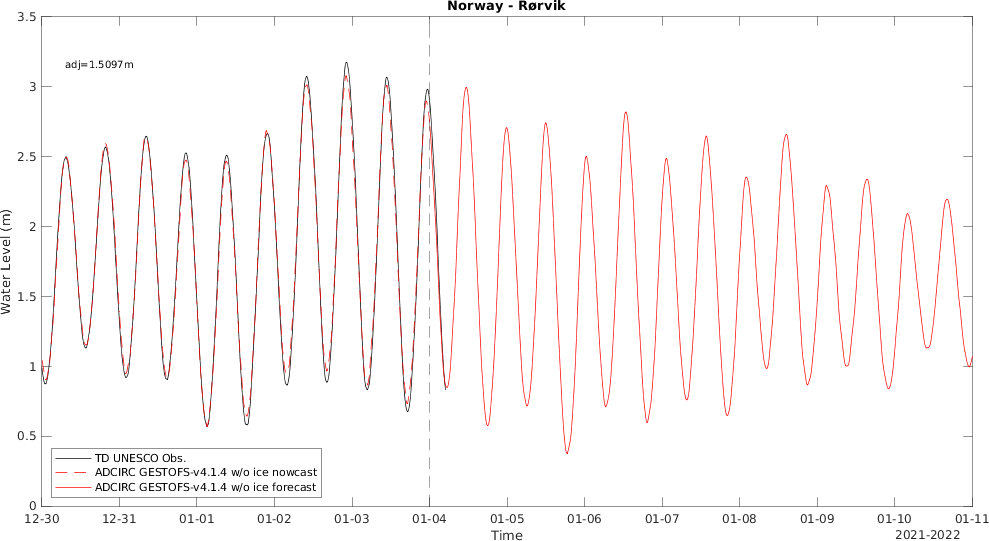 Norway - Rørvik
3.5
3
2.5
2
1.5
1
0.5
0
Water Level (m)
adj=1.5097m
TD UNESCO Obs.
ADCIRC GESTOFS-v4.1.4 w/o ice nowcast
ADCIRC GESTOFS-v4.1.4 w/o ice forecast
12-30 12-31 01-01 01-02 01-03 01-04 01-05 01-06 01-07 01-08 01-09 01-10 01-11
Time
2021-2022